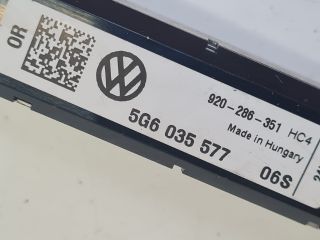 OR
920-286-351 HC4
Made in Hungary
5G6 035 577
06S